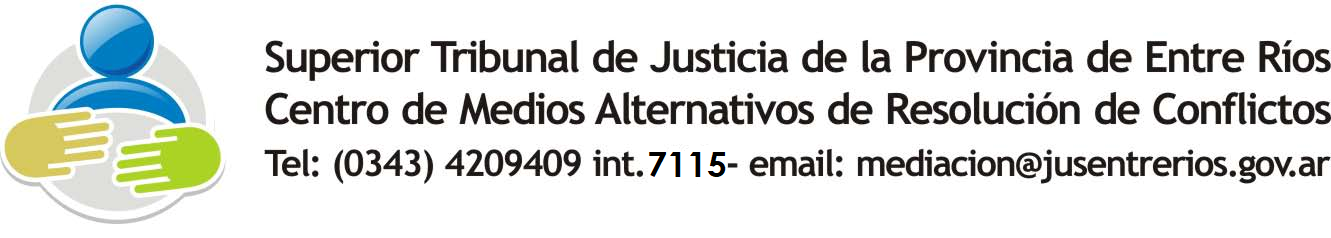 Superior Tribunal de Justicia de la Provincia de Entre Ríos
Centro de Medios Alternativos de Resolución de Conflictos
Tel: (0343) 4209409 int.7115- email: mediacion@jusentrerios.gov.ar